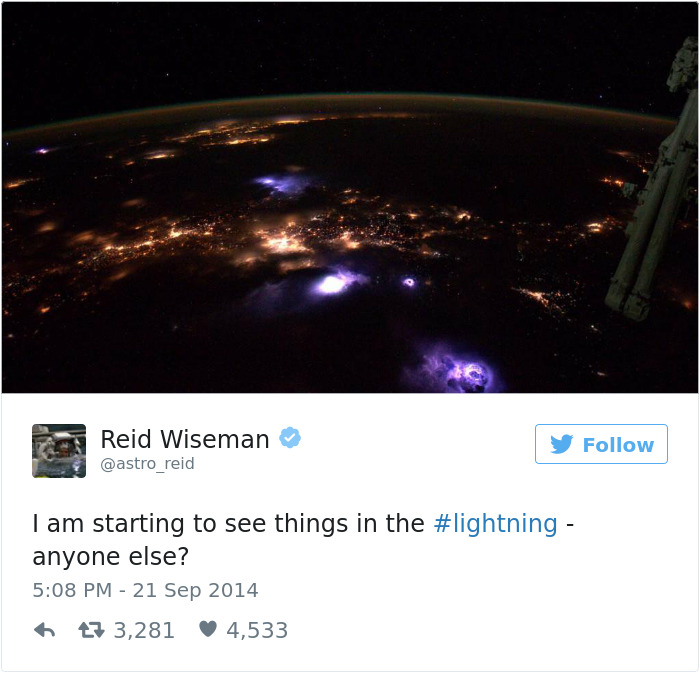 Reid Wiseman
@astro_reid
Follow
I am starting to see things in the #lightning -
anyone else?
5:08 PM - 21 Sep 2014
3,281 4,533